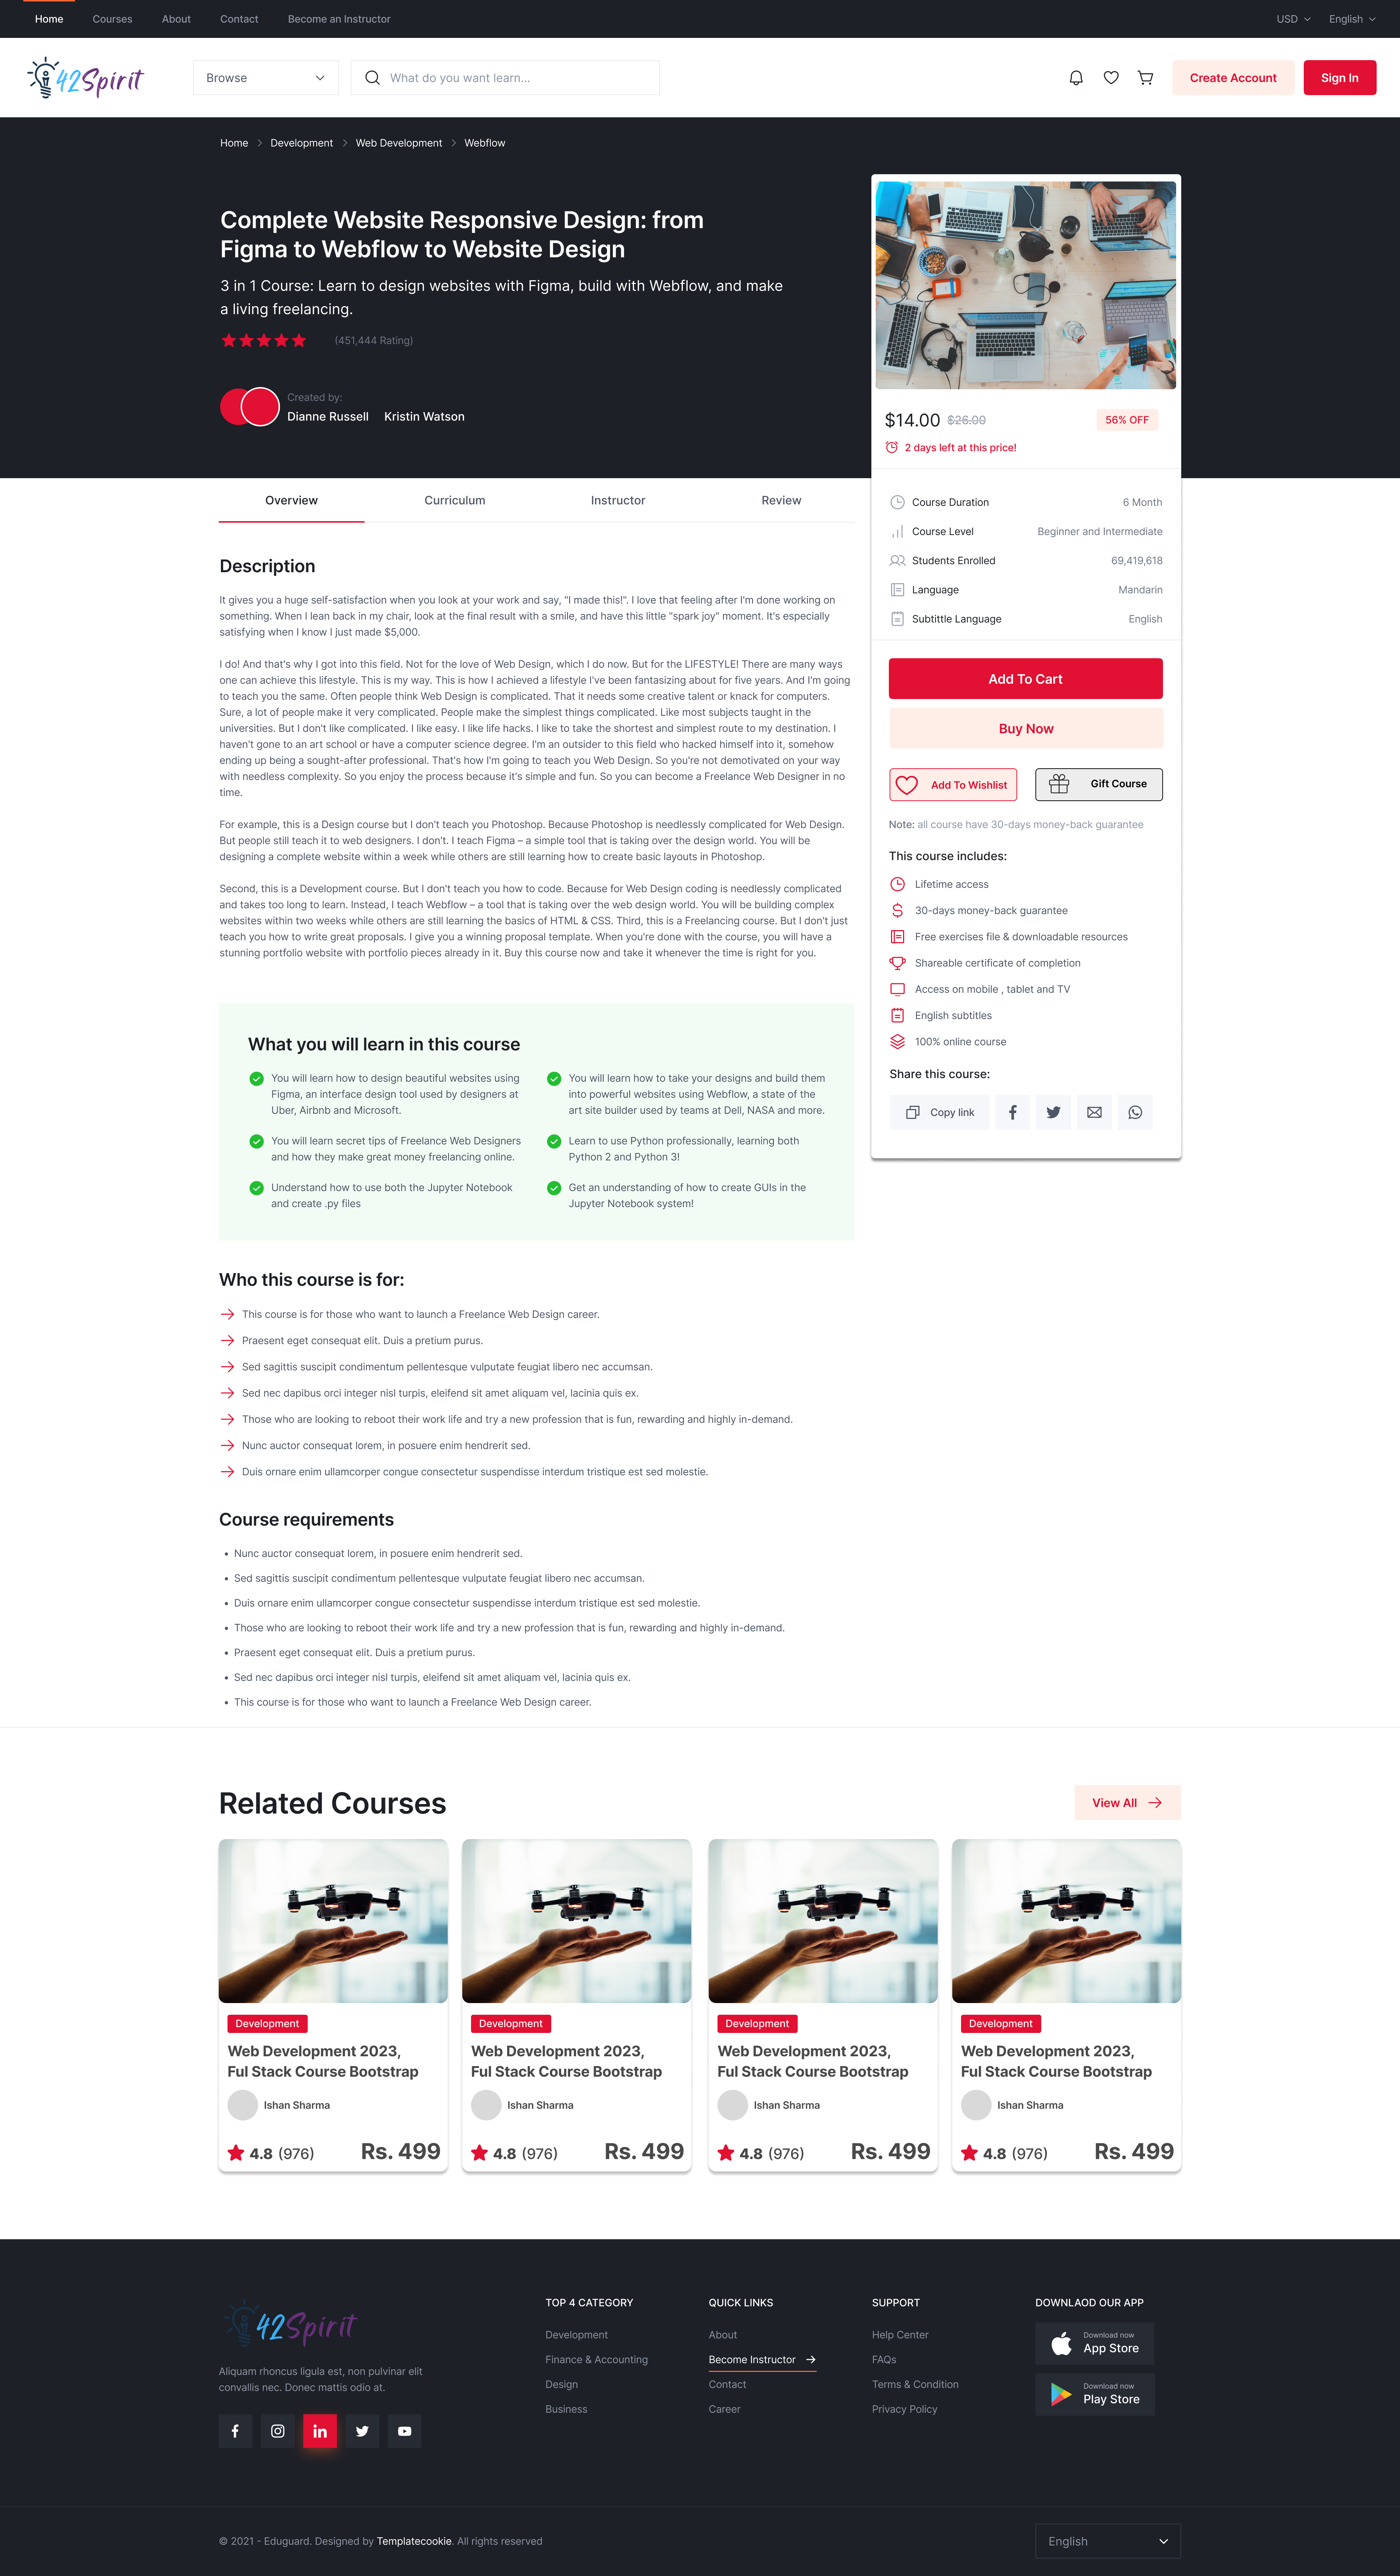 Home Courses About Contact Become an Instructor USD English
42Spirit Browse What do you want learn... Create Account Sign In
Home Development Web Development Webflow
Complete Website Responsive Design: from
Figma to Webflow to Website Design
3 in 1 Course: Learn to design websites with Figma, build with Webflow, and make
a living freelancing.
(451,444 Rating)
Created by:
Dianne Russell Kristin Watson
$14.00 $26.00 56% OFF
2 days left at this price!
Course Duration 6 Month
Course Level Beginner and Intermediate
Students Enrolled 69,419,618
Language Mandarin
Subtittle Language English
Add To Cart
Buy Now
Add To Wishlist Gift Course
Note: all course have 30-days money-back guarantee
This course includes:
Lifetime access
30-days money-back guarantee
Free exercises file & downloadable resources
Shareable certificate of completion
Access on mobile , tablet and TV
English subtitles
100% online course
Share this course:
Copy link
Overview Curriculum Instructor Review
Description
It gives you a huge self-satisfaction when you look at your work and say, "I made this!". I love that feeling after I'm done working on
something. When I lean back in my chair, look at the final result with a smile, and have this little "spark joy" moment. It's especially
satisfying when I know I just made $5,000.
I do! And that's why I got into this field. Not for the love of Web Design, which I do now. But for the LIFESTYLE! There are many ways
one can achieve this lifestyle. This is my way. This is how I achieved a lifestyle I've been fantasizing about for five years. And I'm going
to teach you the same. Often people think Web Design is complicated. That it needs some creative talent or knack for computers.
Sure, a lot of people make it very complicated. People make the simplest things complicated. Like most subjects taught in the
universities. But I don't like complicated. I like easy. I like life hacks. I like to take the shortest and simplest route to my destination. I
haven't gone to an art school or have a computer science degree. I'm an outsider to this field who hacked himself into it, somehow
ending up being a sought-after professional. That's how I'm going to teach you Web Design. So you're not demotivated on your way
with needless complexity. So you enjoy the process because it's simple and fun. So you can become a Freelance Web Designer in no
time.
For example, this is a Design course but I don't teach you Photoshop. Because Photoshop is needlessly complicated for Web Design.
But people still teach it to web designers. I don't. I teach Figma – a simple tool that is taking over the design world. You will be
designing a complete website within a week while others are still learning how to create basic layouts in Photoshop.
Second, this is a Development course. But I don't teach you how to code. Because for Web Design coding is needlessly complicated
and takes too long to learn. Instead, I teach Webflow – a tool that is taking over the web design world. You will be building complex
websites within two weeks while others are still learning the basics of HTML & CSS. Third, this is a Freelancing course. But I don't just
teach you how to write great proposals. I give you a winning proposal template. When you're done with the course, you will have a
stunning portfolio website with portfolio pieces already in it. Buy this course now and take it whenever the time is right for you.
What you will learn in this course
You will learn how to design beautiful websites using
Figma, an interface design tool used by designers at
Uber, Airbnb and Microsoft.
You will learn how to take your designs and build them
into powerful websites using Webflow, a state of the
art site builder used by teams at Dell, NASA and more.
You will learn secret tips of Freelance Web Designers
and how they make great money freelancing online.
Learn to use Python professionally, learning both
Python 2 and Python 3!
Understand how to use both the Jupyter Notebook
and create .py files
Get an understanding of how to create GUIs in the
Jupyter Notebook system!
Who this course is for:
This course is for those who want to launch a Freelance Web Design career.
Praesent eget consequat elit. Duis a pretium purus.
Sed sagittis suscipit condimentum pellentesque vulputate feugiat libero nec accumsan.
Sed nec dapibus orci integer nisl turpis, eleifend sit amet aliquam vel, lacinia quis ex.
Those who are looking to reboot their work life and try a new profession that is fun, rewarding and highly in-demand.
Nunc auctor consequat lorem, in posuere enim hendrerit sed.
Duis ornare enim ullamcorper congue consectetur suspendisse interdum tristique est sed molestie.
Course requirements
• Nunc auctor consequat lorem, in posuere enim hendrerit sed.
• Sed sagittis suscipit condimentum pellentesque vulputate feugiat libero nec accumsan.
• Duis ornare enim ullamcorper congue consectetur suspendisse interdum tristique est sed molestie.
• Those who are looking to reboot their work life and try a new profession that is fun, rewarding and highly in-demand.
• Praesent eget consequat elit. Duis a pretium purus.
• Sed nec dapibus orci integer nisl turpis, eleifend sit amet aliquam vel, lacinia quis ex.
• This course is for those who want to launch a Freelance Web Design career.
Related Courses View All
Development
Web Development 2023,
Ful Stack Course Bootstrap
Ishan Sharma
4.8 (976) Rs. 499
Development
Web Development 2023,
Ful Stack Course Bootstrap
Ishan Sharma
4.8 (976) Rs. 499
Development
Web Development 2023,
Ful Stack Course Bootstrap
Ishan Sharma
4.8 (976) Rs. 499
Development
Web Development 2023,
Ful Stack Course Bootstrap
Ishan Sharma
4.8 (976) Rs. 499
42Spirit
Aliquam rhoncus ligula est, non pulvinar elit
convallis nec. Donec mattis odio at.
TOP 4 CATEGORY
Development
Finance & Accounting
Design
Business
QUICK LINKS
About
Become Instructor
Contact
Career
SUPPORT
Help Center
FAQs
Terms & Condition
Privacy Policy
DOWNLAOD OUR APP
Download now
App Store
Download now
Play Store
© 2021 - Eduguard. Designed by Templatecookie. All rights reserved English